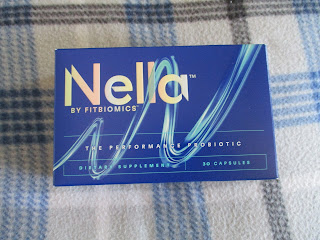 Nella™
BY FITBIOMICS™
THE PERFORMANCE PROBIOTIC
DIETARY SUPPLEMENT
30 CAPSULES